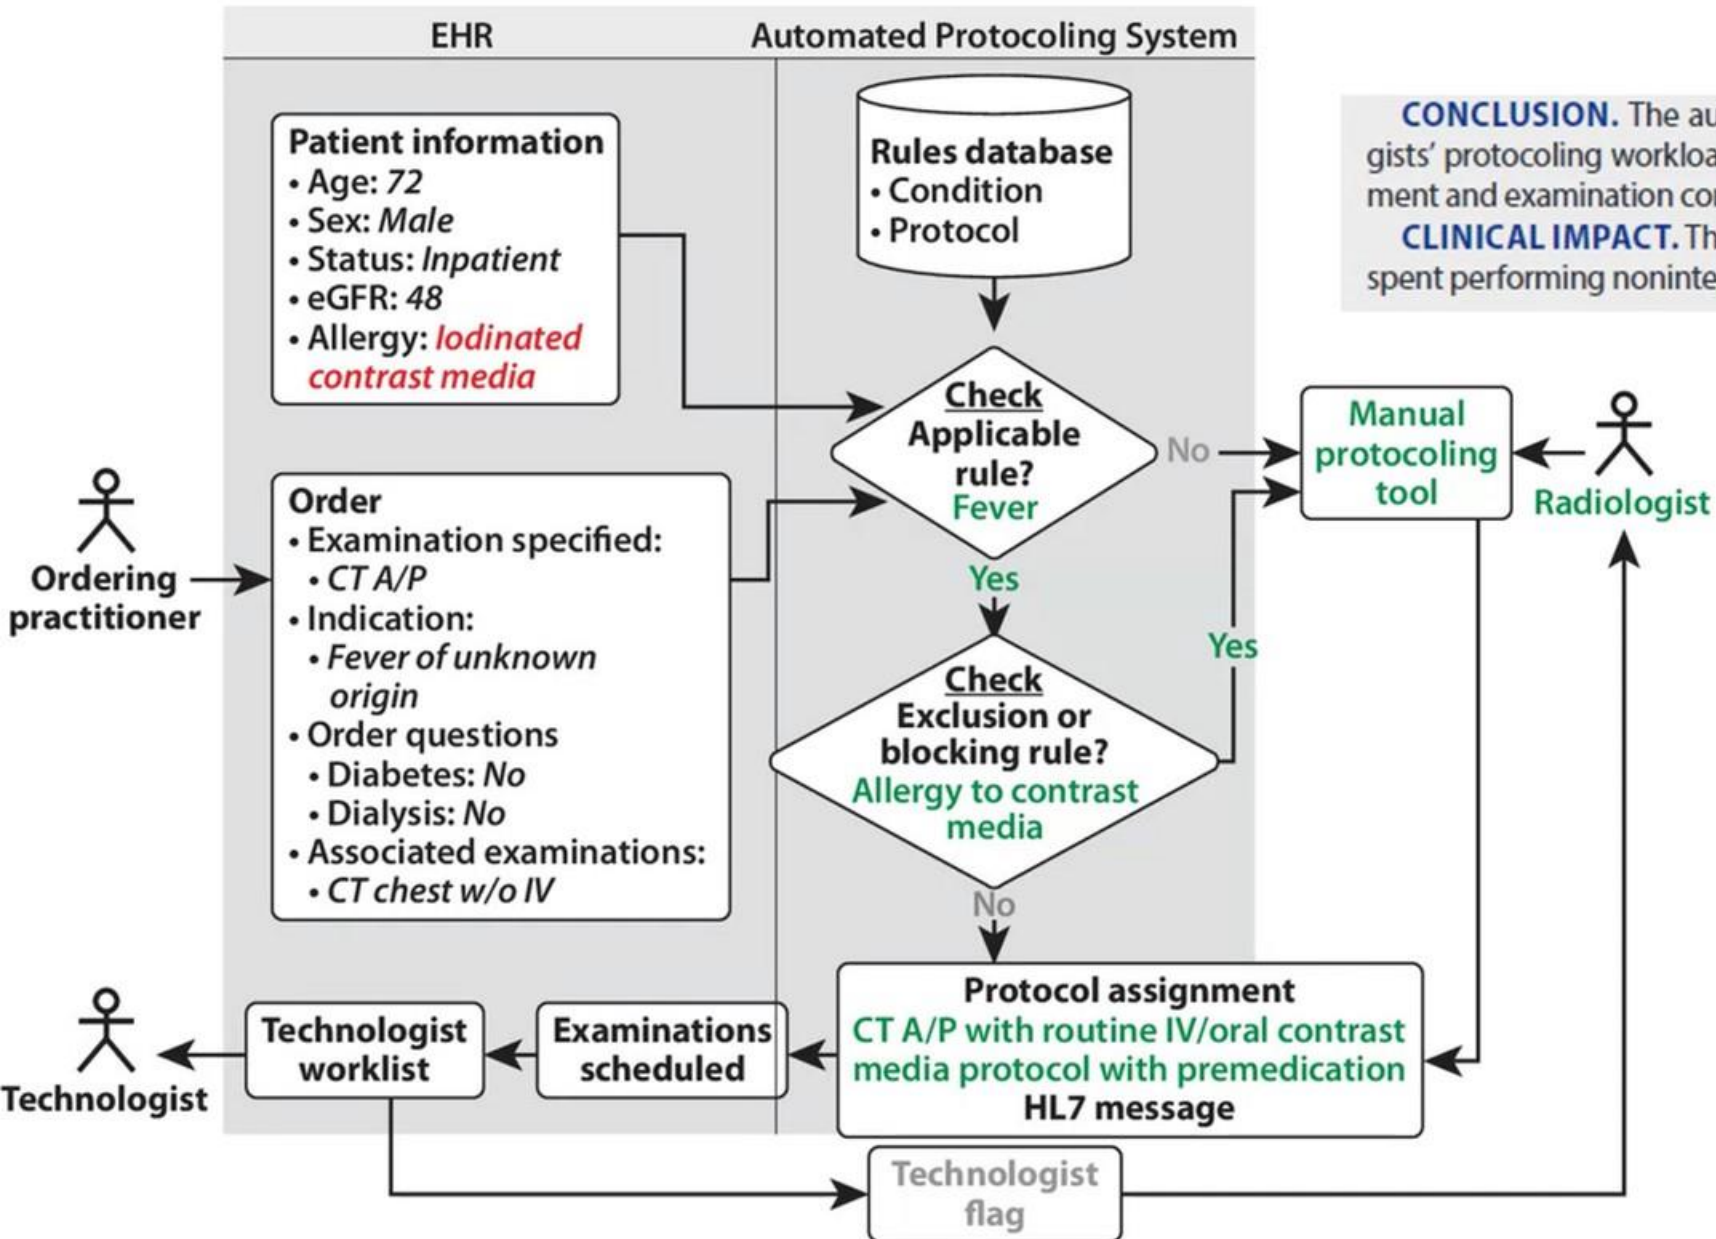 EHR
Automated Protocoling System
Patient information
• Age: 72
• Sex: Male
• Status: Inpatient
• eGFR: 48
• Allergy: Iodinated
contrast media
Rules database
• Condition
• Protocol
CONCLUSION. The au
gists’ protocoling workloa
ment and examination co
CLINICAL IMPACT. Th
spent performing noninte
Check
Applicable
rule?
Fever
No
Manual
protocoling
tool
Radiologist
Ordering
practitioner
Order
• Examination specified:
• CT A/P
• Indication:
• Fever of unknown
origin
• Order questions
• Diabetes: No
• Dialysis: No
• Associated examinations:
• CT chest w/o IV
Yes
Yes
Check
Exclusion or
blocking rule?
Allergy to contrast
media
No
Technologist
Technologist
worklist
Examinations
scheduled
Protocol assignment
CT A/P with routine IV/oral contrast
media protocol with premedication
HL7 message
Technologist
flag